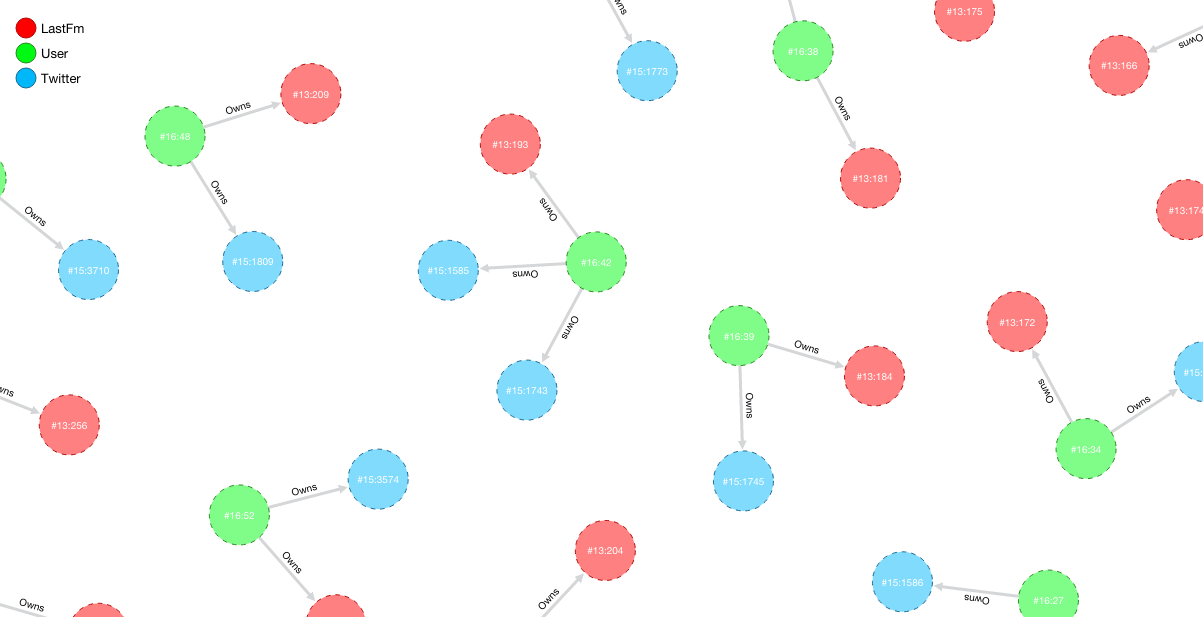 LastFm
User
Twitter
Owns
#15:1773
#16:38
#13:175
#13:166
Owns
Owns
#13:209
#16:48
Owns
#13:193
Owns
#13:181
Owns
#13:174
Owns
Owns
#15:3710
#15:1809
#15:1585
Owns
#16:42
Owns
#16:39
Owns
#13:184
#13:172
#15:
Owns
#15:1743
Owns
Owns
Owns
#13:256
#16:34
#15:1745
#15:3574
Owns
#16:52
Owns
#13:204
Owns
#15:1586
Owns
#16:27
Owns